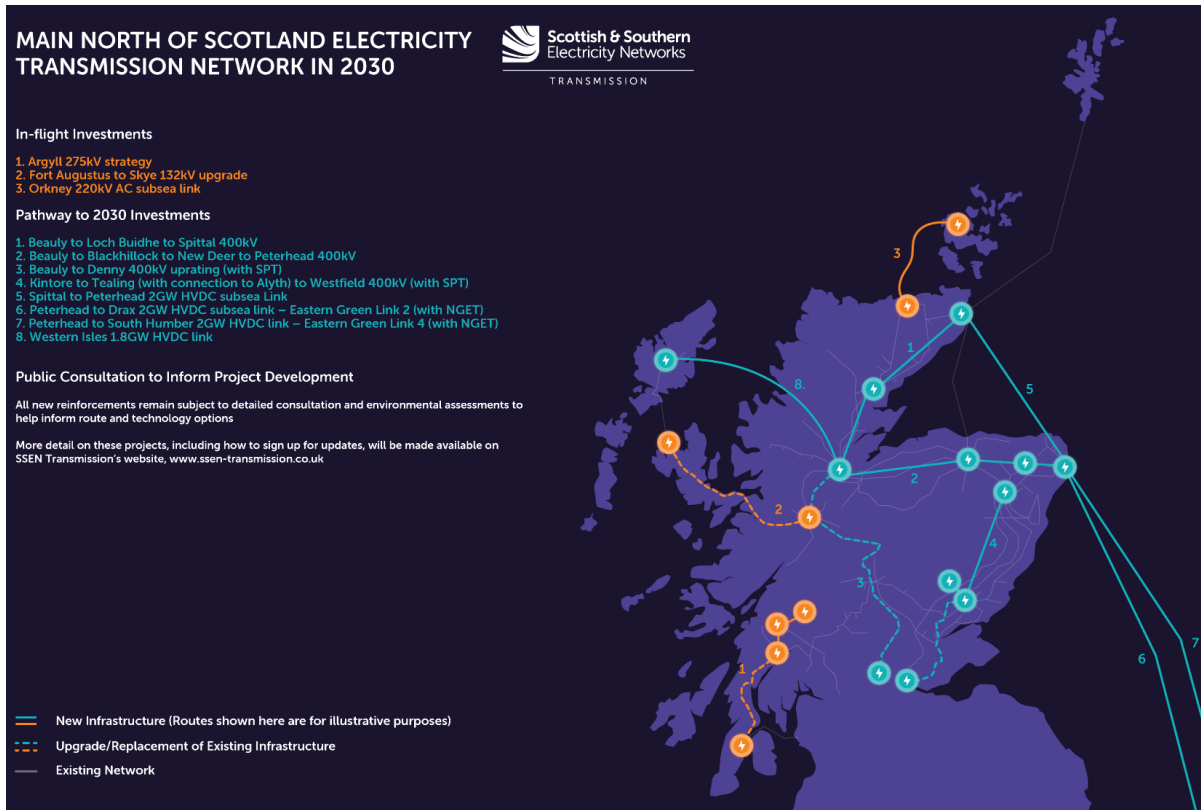 MAIN NORTH OF SCOTLAND ELECTRICITY
TRANSMISSION NETWORK IN 2030
Scottish & Southern
Electricity Networks
TRANSMISSION
In-flight Investments
1. Argyll 275kV strategy
2. Fort Augustus to Skye 132kV upgrade
3. Orkney 220kV AC subsea link
Pathway to 2030 Investments
1. Beauly to Loch Buidhe to Spittal 400kV
2. Beauly to Blackhillock to New Deer to Peterhead 400kV
3. Beauly to Denny 400kV uprating (with SPT)
4. Kintore to Tealing (with connection to Alyth) to Westfield 400kV (with SPT)
5. Spittal to Peterhead 2GW HVDC subsea Link
6. Peterhead to Drax 2GW HVDC subsea link – Eastern Green Link 2 (with NGET)
7. Peterhead to South Humber 2GW HVDC link – Eastern Green Link 4 (with NGET)
8. Western Isles 1.8GW HVDC link
Public Consultation to Inform Project Development
All new reinforcements remain subject to detailed consultation and environmental assessments to
help inform route and technology options
More detail on these projects, including how to sign up for updates, will be made available on
SSEN Transmission's website, www.ssen-transmission.co.uk
3
1
8.
5
2
2
4
3
1
6
7
New Infrastructure (Routes shown here are for illustrative purposes)
Upgrade/Replacement of Existing Infrastructure
Existing Network